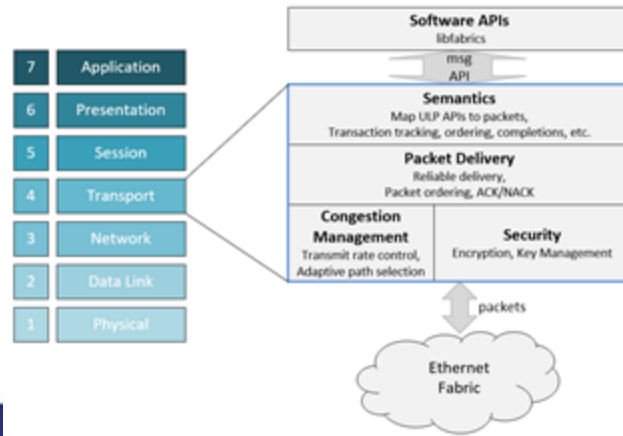 7 Application
6 Presentation
5 Session
4 Transport
3 Network
2 Data Link
1 Physical
Software APIs
libfabrics
msg
API
Semantics
Map ULP APIs to packets,
Transaction tracking, ordering, completions, etc.
Packet Delivery
Reliable delivery,
Packet ordering, ACK/NACK
Congestion
Management
Transmit rate control,
Adaptive path selection
Security
Encryption, Key Management
packets
Ethernet
Fabric